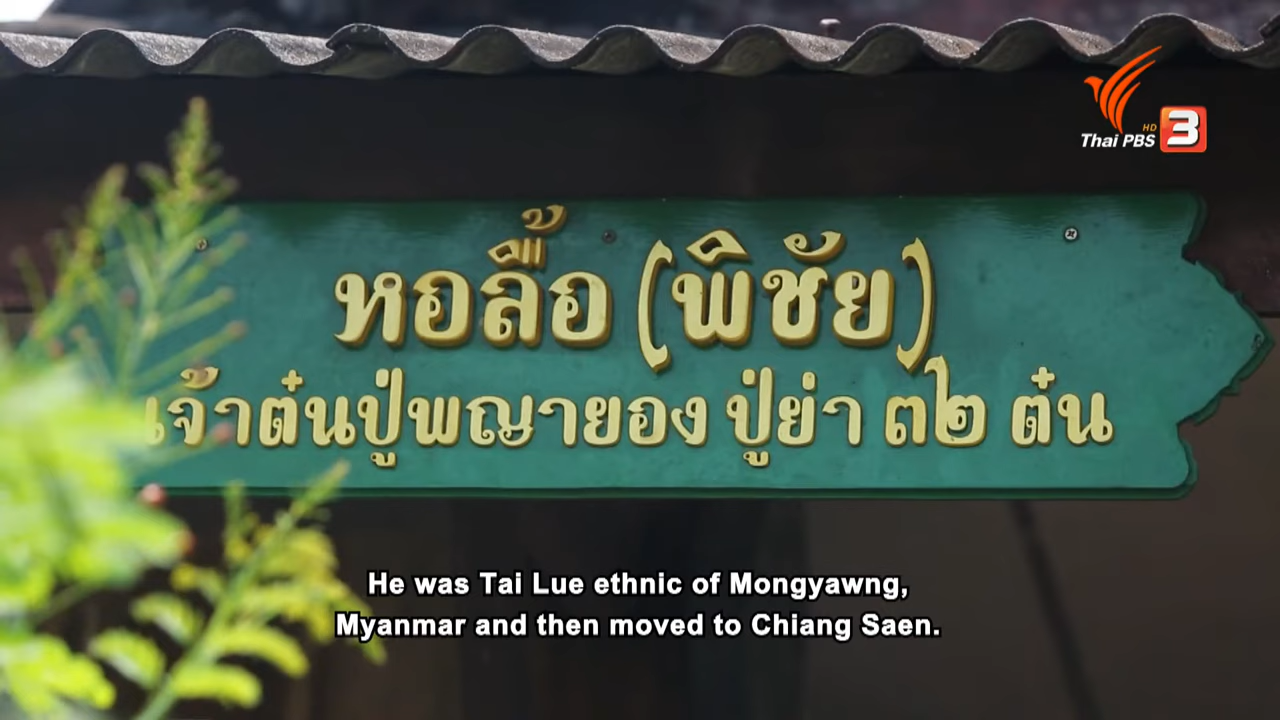 HD
Thai PBS 3
หอลื้อ (พิชัย)
เจ้าต๋นปู่พญายอง ปู่ย่า ๓๒ ต๋น
He was Tai Lue ethnic of Mongyawng,
Myanmar and then moved to Chiang Saen.